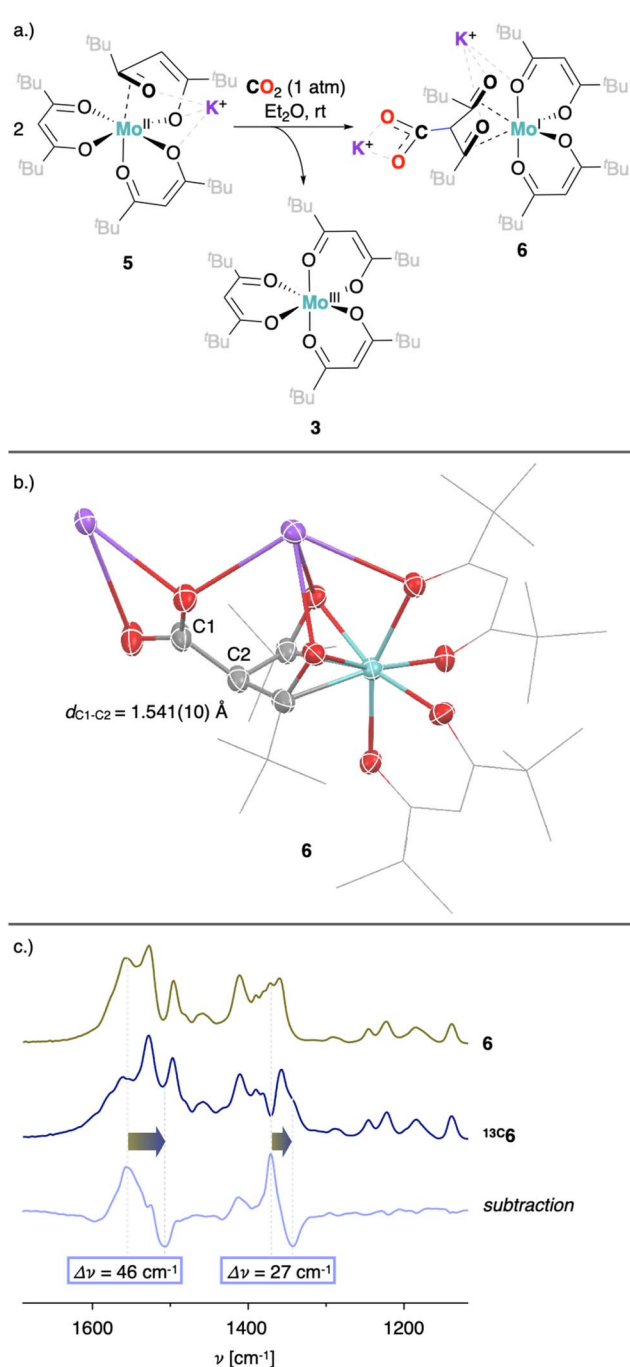 a.)
2
ᵗBu
O
O
O
O
O
O
Moᴵᴵ
K⁺
ᵗBu
ᵗBu
ᵗBu
ᵗBu
ᵗBu
5
CO₂ (1 atm)
Et₂O, rt
K⁺
K⁺
O
O
C
ᵗBu
O
O
ᵗBu
Moᴵ
O
O
O
O
ᵗBu
ᵗBu
ᵗBu
ᵗBu
6
ᵗBu
ᵗBu
ᵗBu
ᵗBu
ᵗBu
ᵗBu
O
O
O
O
O
O
Moᴵᴵᴵ
3
b.)
C1
C2
dC1-C2 = 1.541(10) Å
6
c.)
6
¹³ᶜ6
subtraction
Δν = 46 cm⁻¹
Δν = 27 cm⁻¹
1600 1400 1200
ν [cm⁻¹]